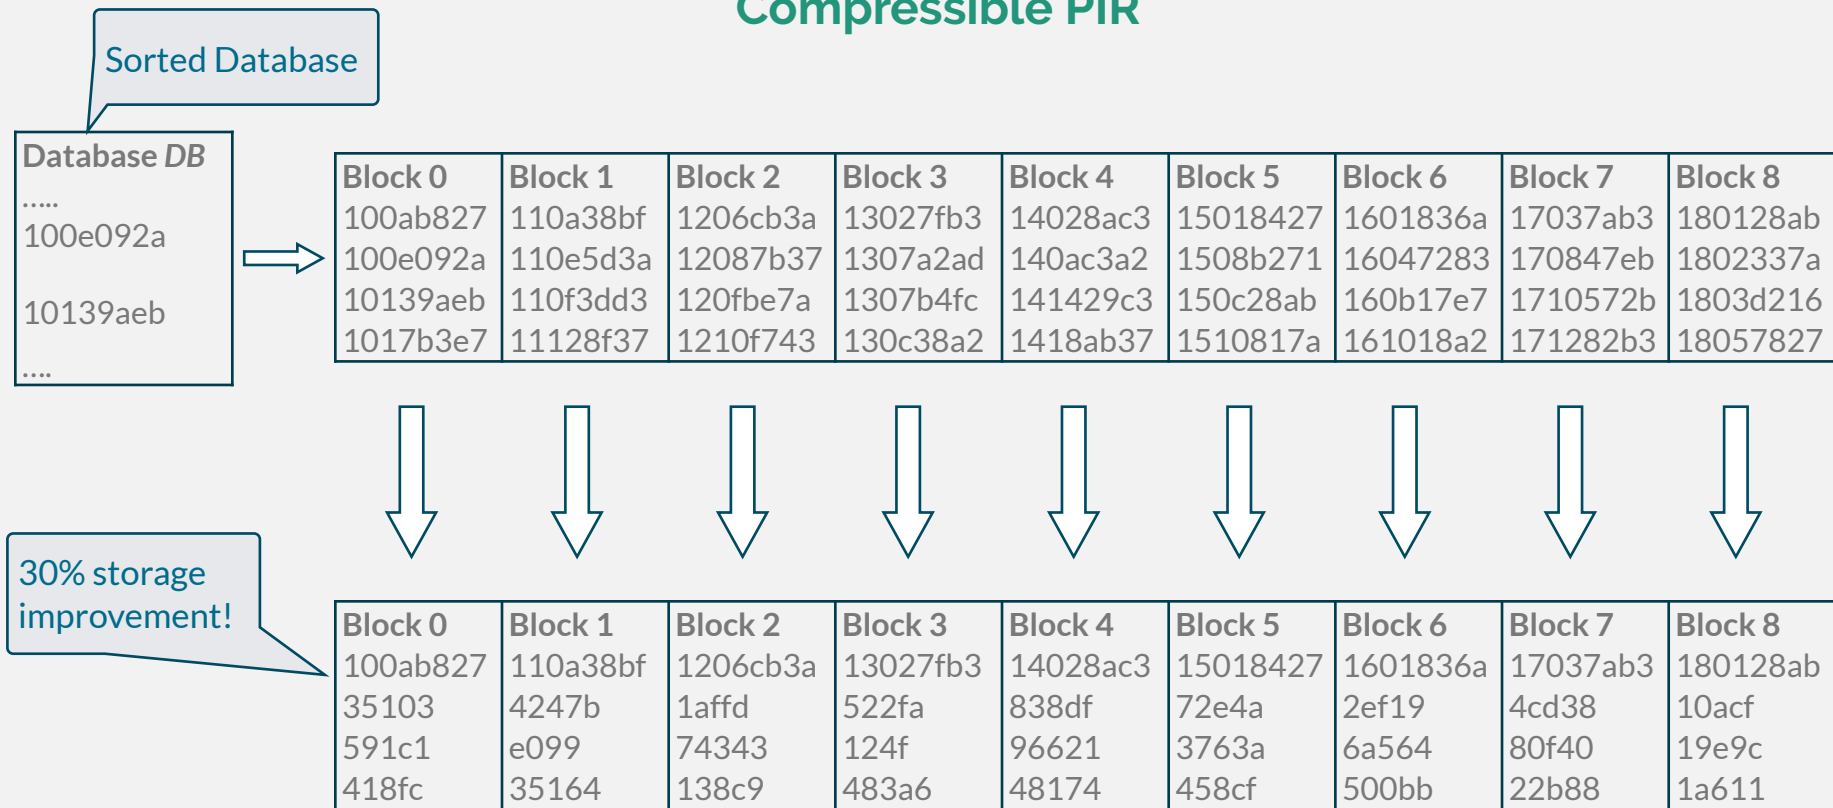 Compressible PIR
Sorted Database
Database DB
.....
100e092a
10139aeb
....
Block 0 Block 1 Block 2 Block 3 Block 4 Block 5 Block 6 Block 7 Block 8
100ab827 110a38bf 1206cb3a 13027fb3 14028ac3 15018427 1601836a 17037ab3 180128ab
100e092a 110e5d3a 12087b37 1307a2ad 140ac3a2 1508b271 16047283 170847eb 1802337a
10139aeb 110f3dd3 120fbe7a 1307b4fc 141429c3 150c28ab 160b17e7 1710572b 1803d216
1017b3e7 11128f37 1210f743 130c38a2 1418ab37 1510817a 161018a2 171282b3 18057827
30% storage
improvement!
Block 0 Block 1 Block 2 Block 3 Block 4 Block 5 Block 6 Block 7 Block 8
100ab827 110a38bf 1206cb3a 13027fb3 14028ac3 15018427 1601836a 17037ab3 180128ab
35103 4247b 1affd 522fa 838df 72e4a 2ef19 4cd38 10acf
591c1 e099 74343 124f 96621 3763a 6a564 80f40 19e9c
418fc 35164 138c9 483a6 48174 458cf 500bb 22b88 1a611